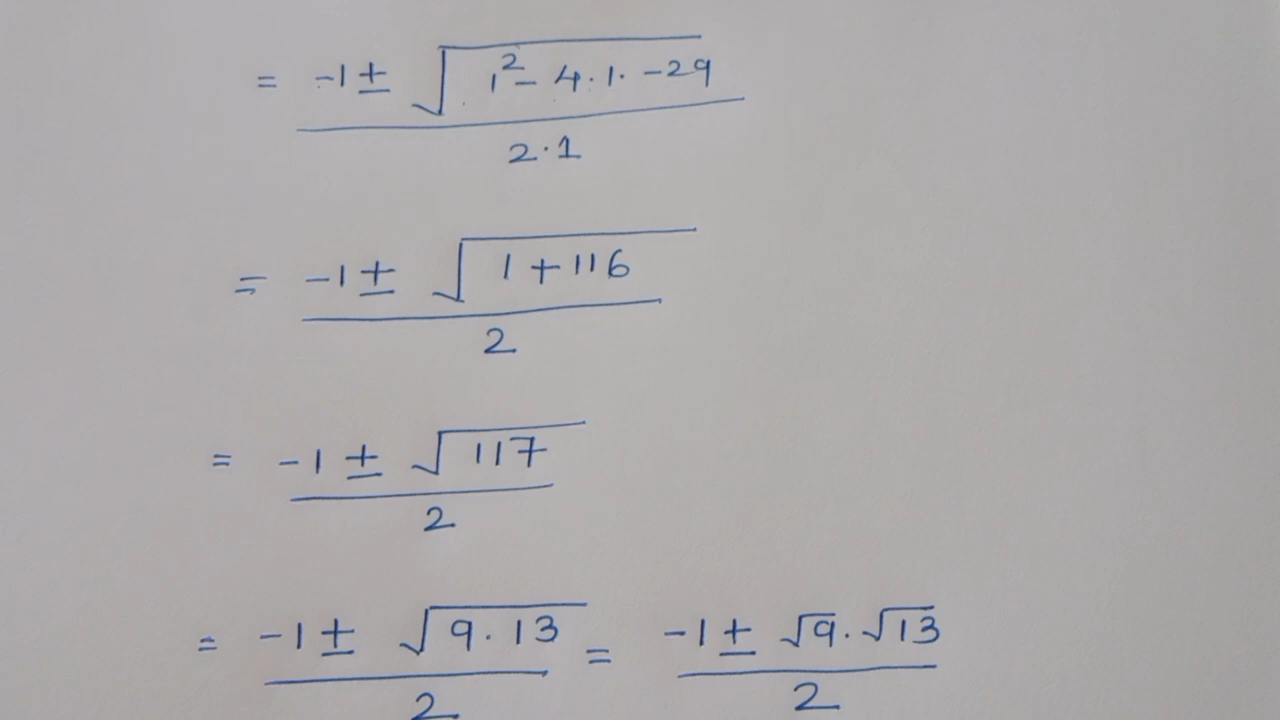 = -1 ± √(1² - 4 · 1 · -29) / 2 · 1
= -1 ± √(1 + 116) / 2
= -1 ± √117 / 2
= -1 ± √(9 · 13) / 2 = -1 ± √9 · √13 / 2